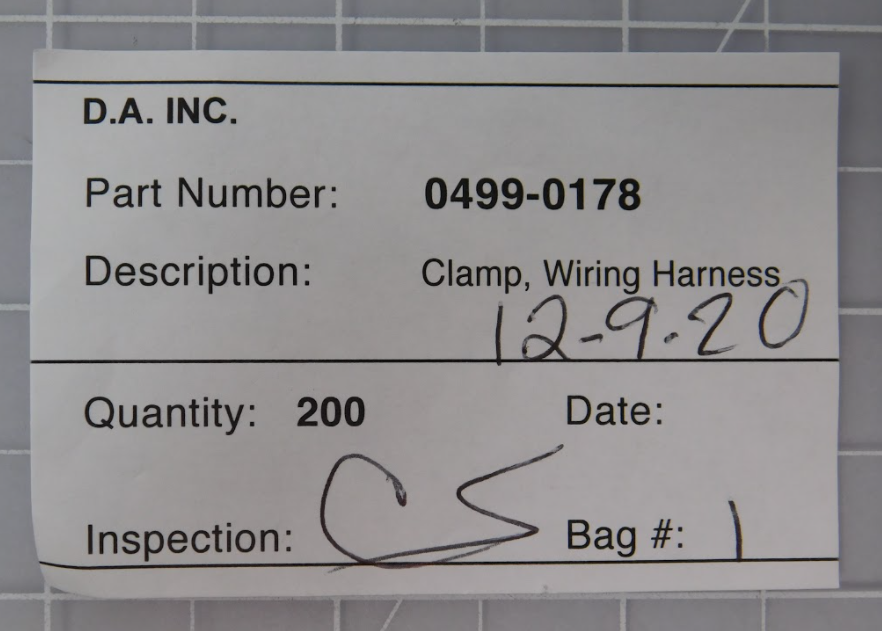 D.A. INC.
Part Number: 0499-0178
Description: Clamp, Wiring Harness
12-9-20
Quantity: 200 Date:
Inspection: CS Bag #: 1